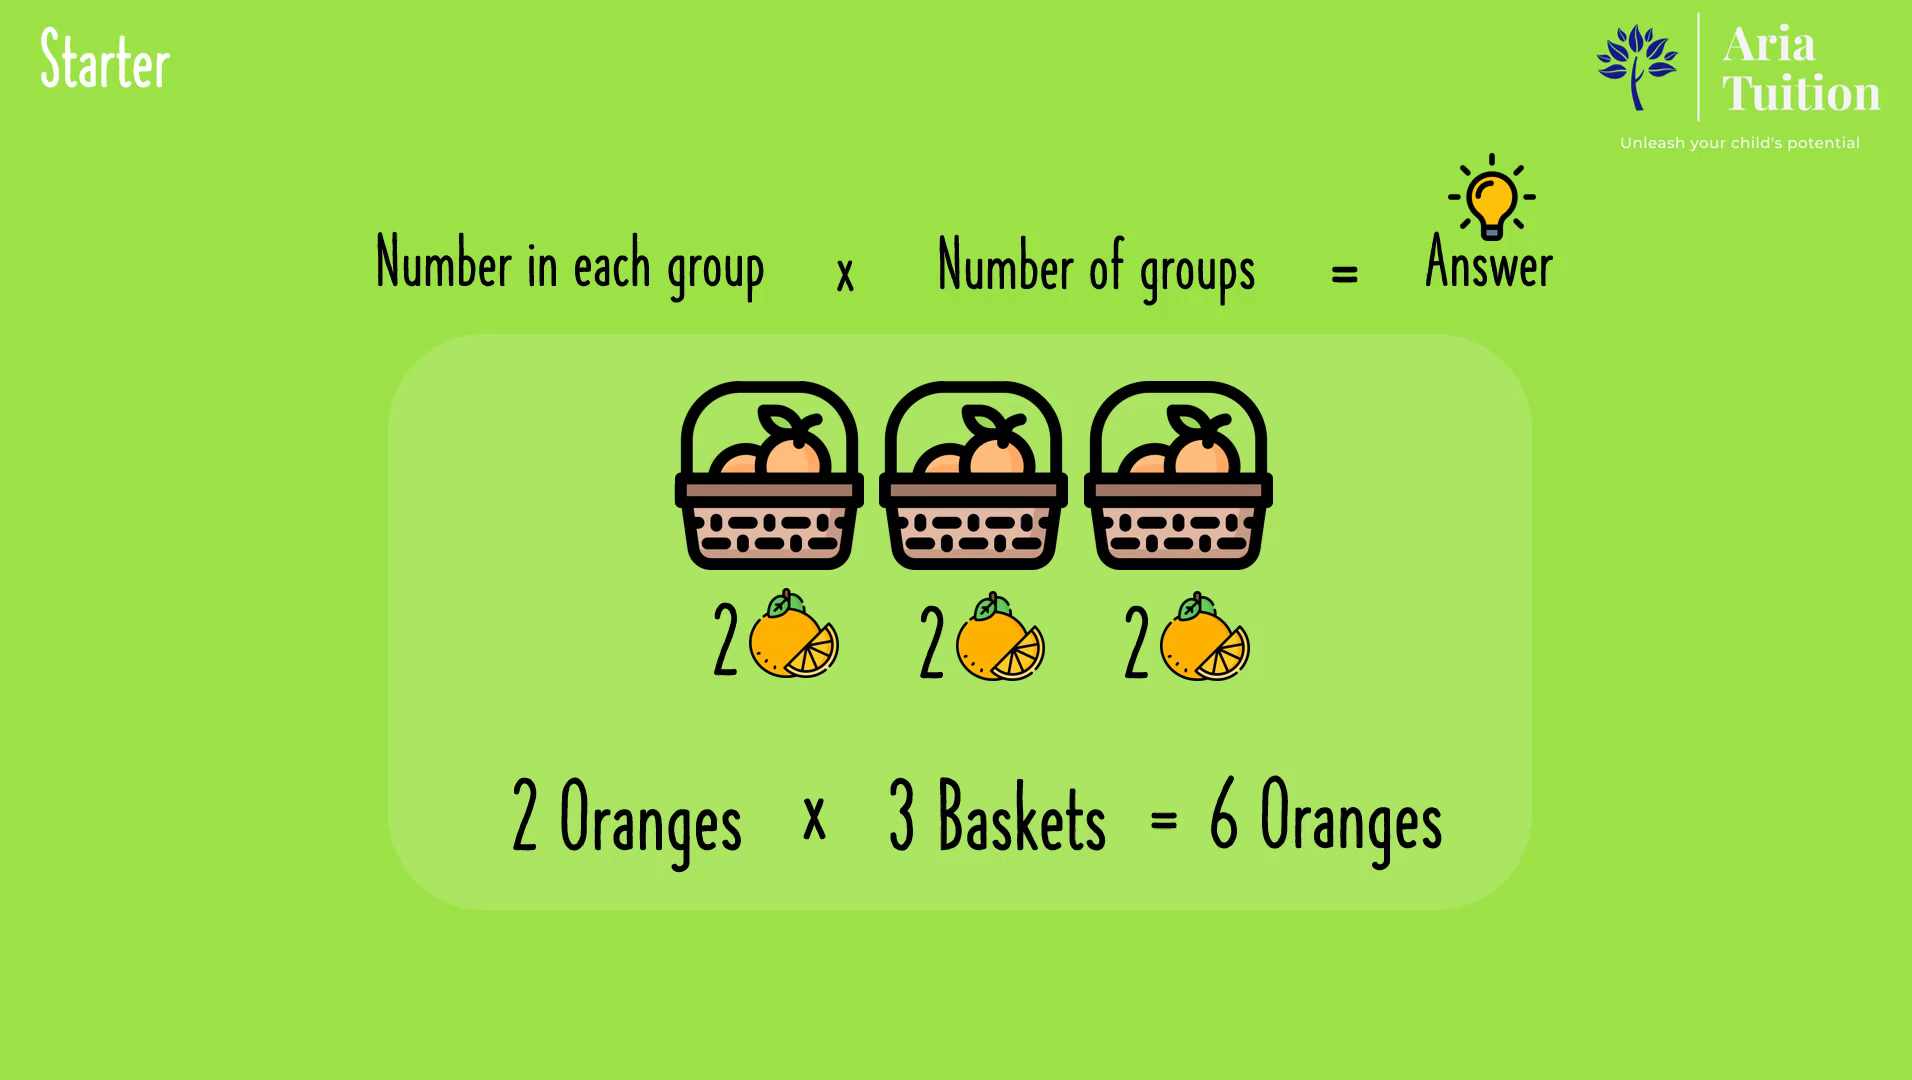 Starter
Aria
Tuition
Unleash your child's potential
Number in each group x Number of groups = Answer
2 2 2
2 Oranges x 3 Baskets = 6 Oranges